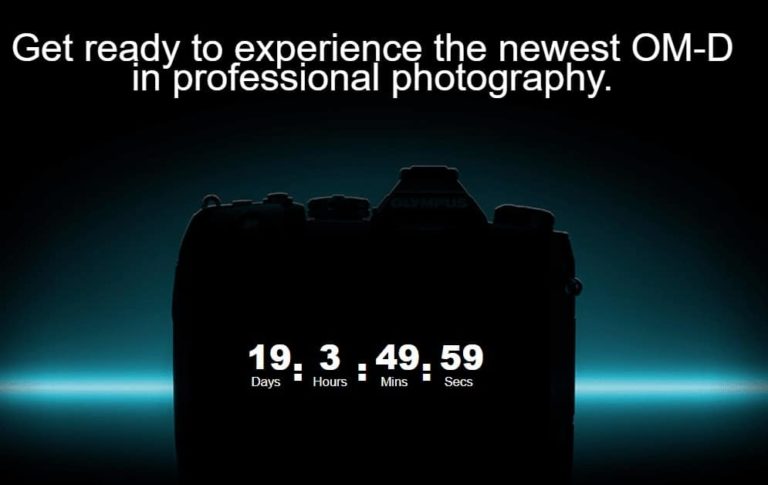 Get ready to experience the newest OM-D
in professional photography.
OLYMPUS
19 : 3 : 49 : 59
Days Hours Mins Secs